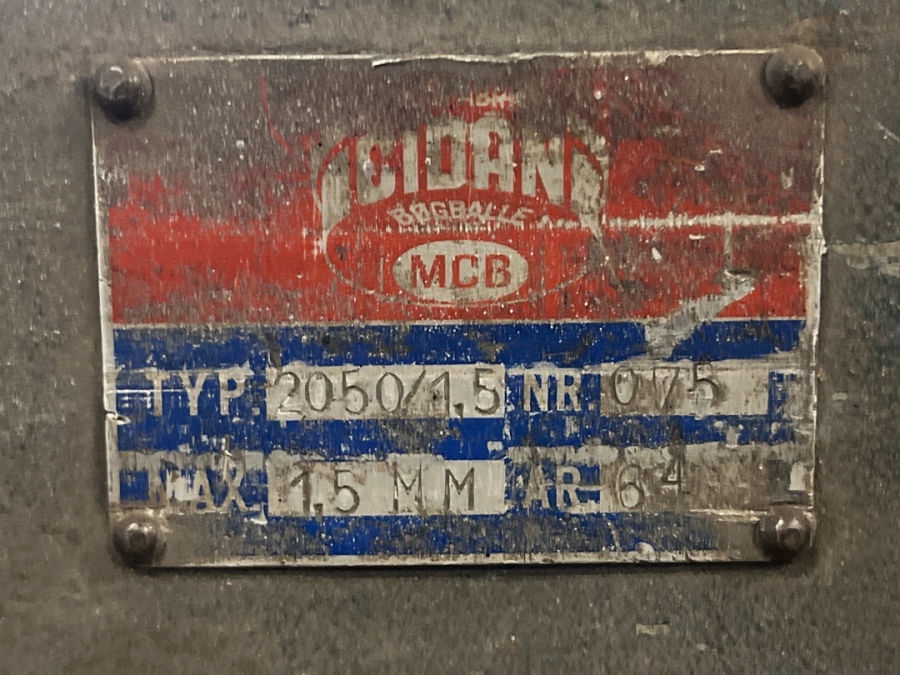 CIDAN
BØGBALLE
MCB
TYP. 2050/1,5 NR. 075
MAX. 1,5 MM ÅR. 64